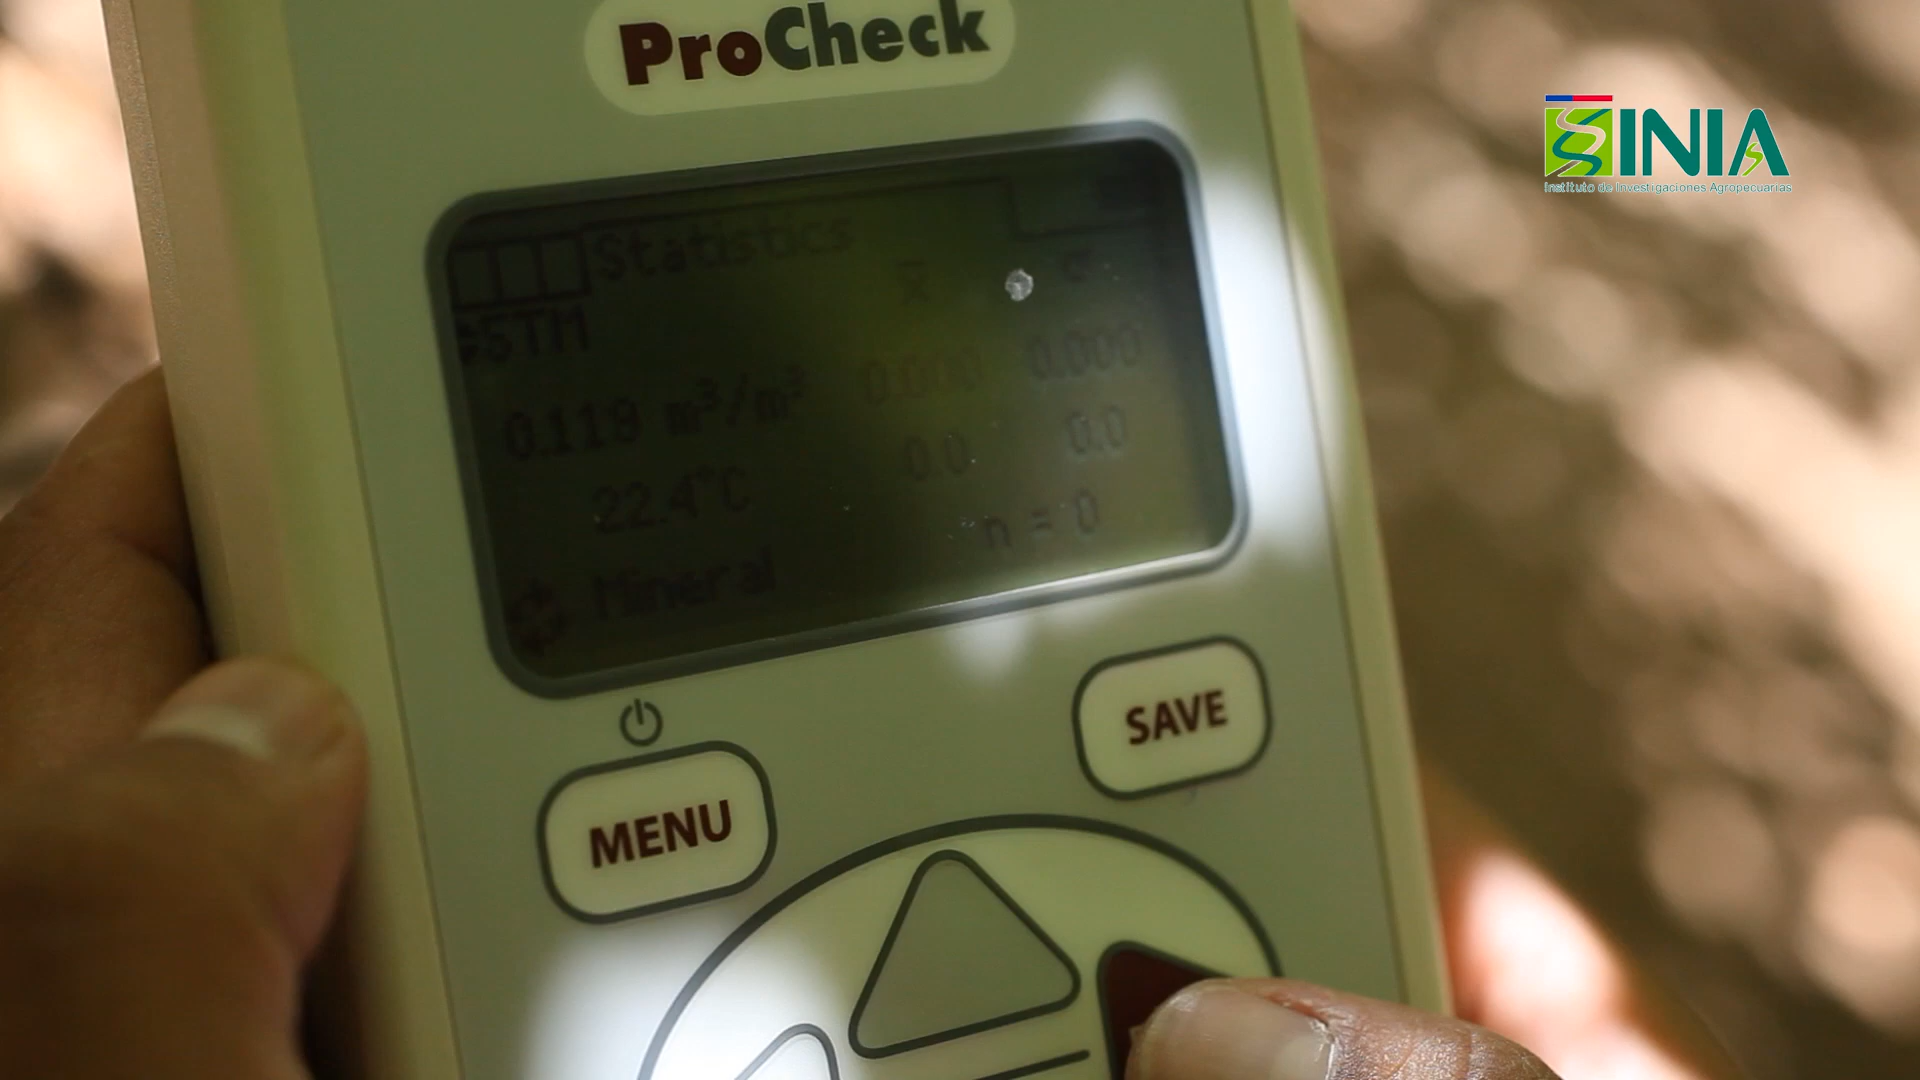 ProCheck
INIA
Instituto de Investigaciones Agropecuarias
Statistics
5TM
x̄ σ
0.119 m³/m³ 0.000 0.000
22.4°C 0.0 0.0
Mineral n = 0
SAVE
MENU